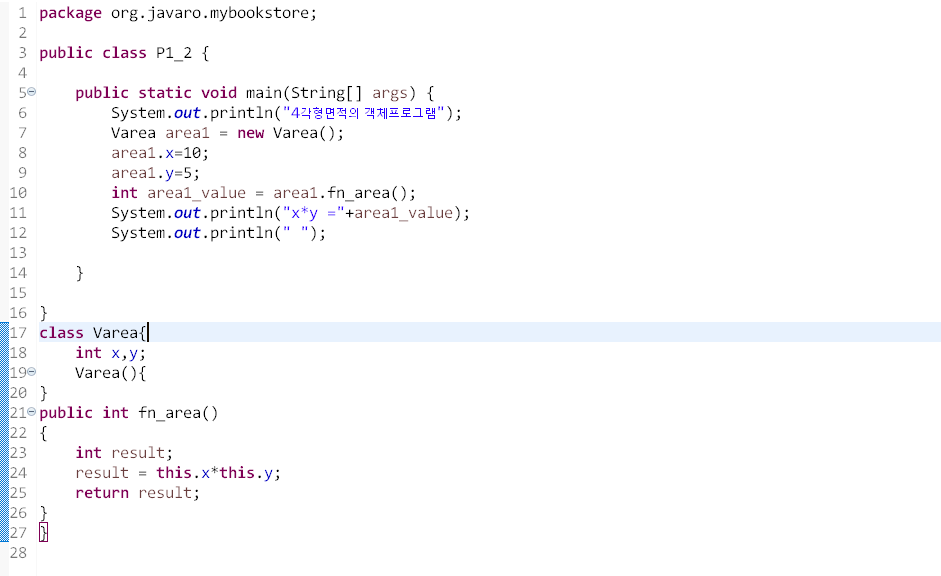 1 package org.javaro.mybookstore;
2
3 public class P1_2 {
4
5 public static void main(String[] args) {
6 System.out.println("4각형면적의 객체프로그램");
7 Varea area1 = new Varea();
8 area1.x=10;
9 area1.y=5;
10 int area1_value = area1.fn_area();
11 System.out.println("x*y ="+area1_value);
12 System.out.println(" ");
13
14 }
15
16 }
17 class Varea{
18 int x,y;
19 Varea(){
20 }
21 public int fn_area()
22 {
23 int result;
24 result = this.x*this.y;
25 return result;
26 }
27 }
28